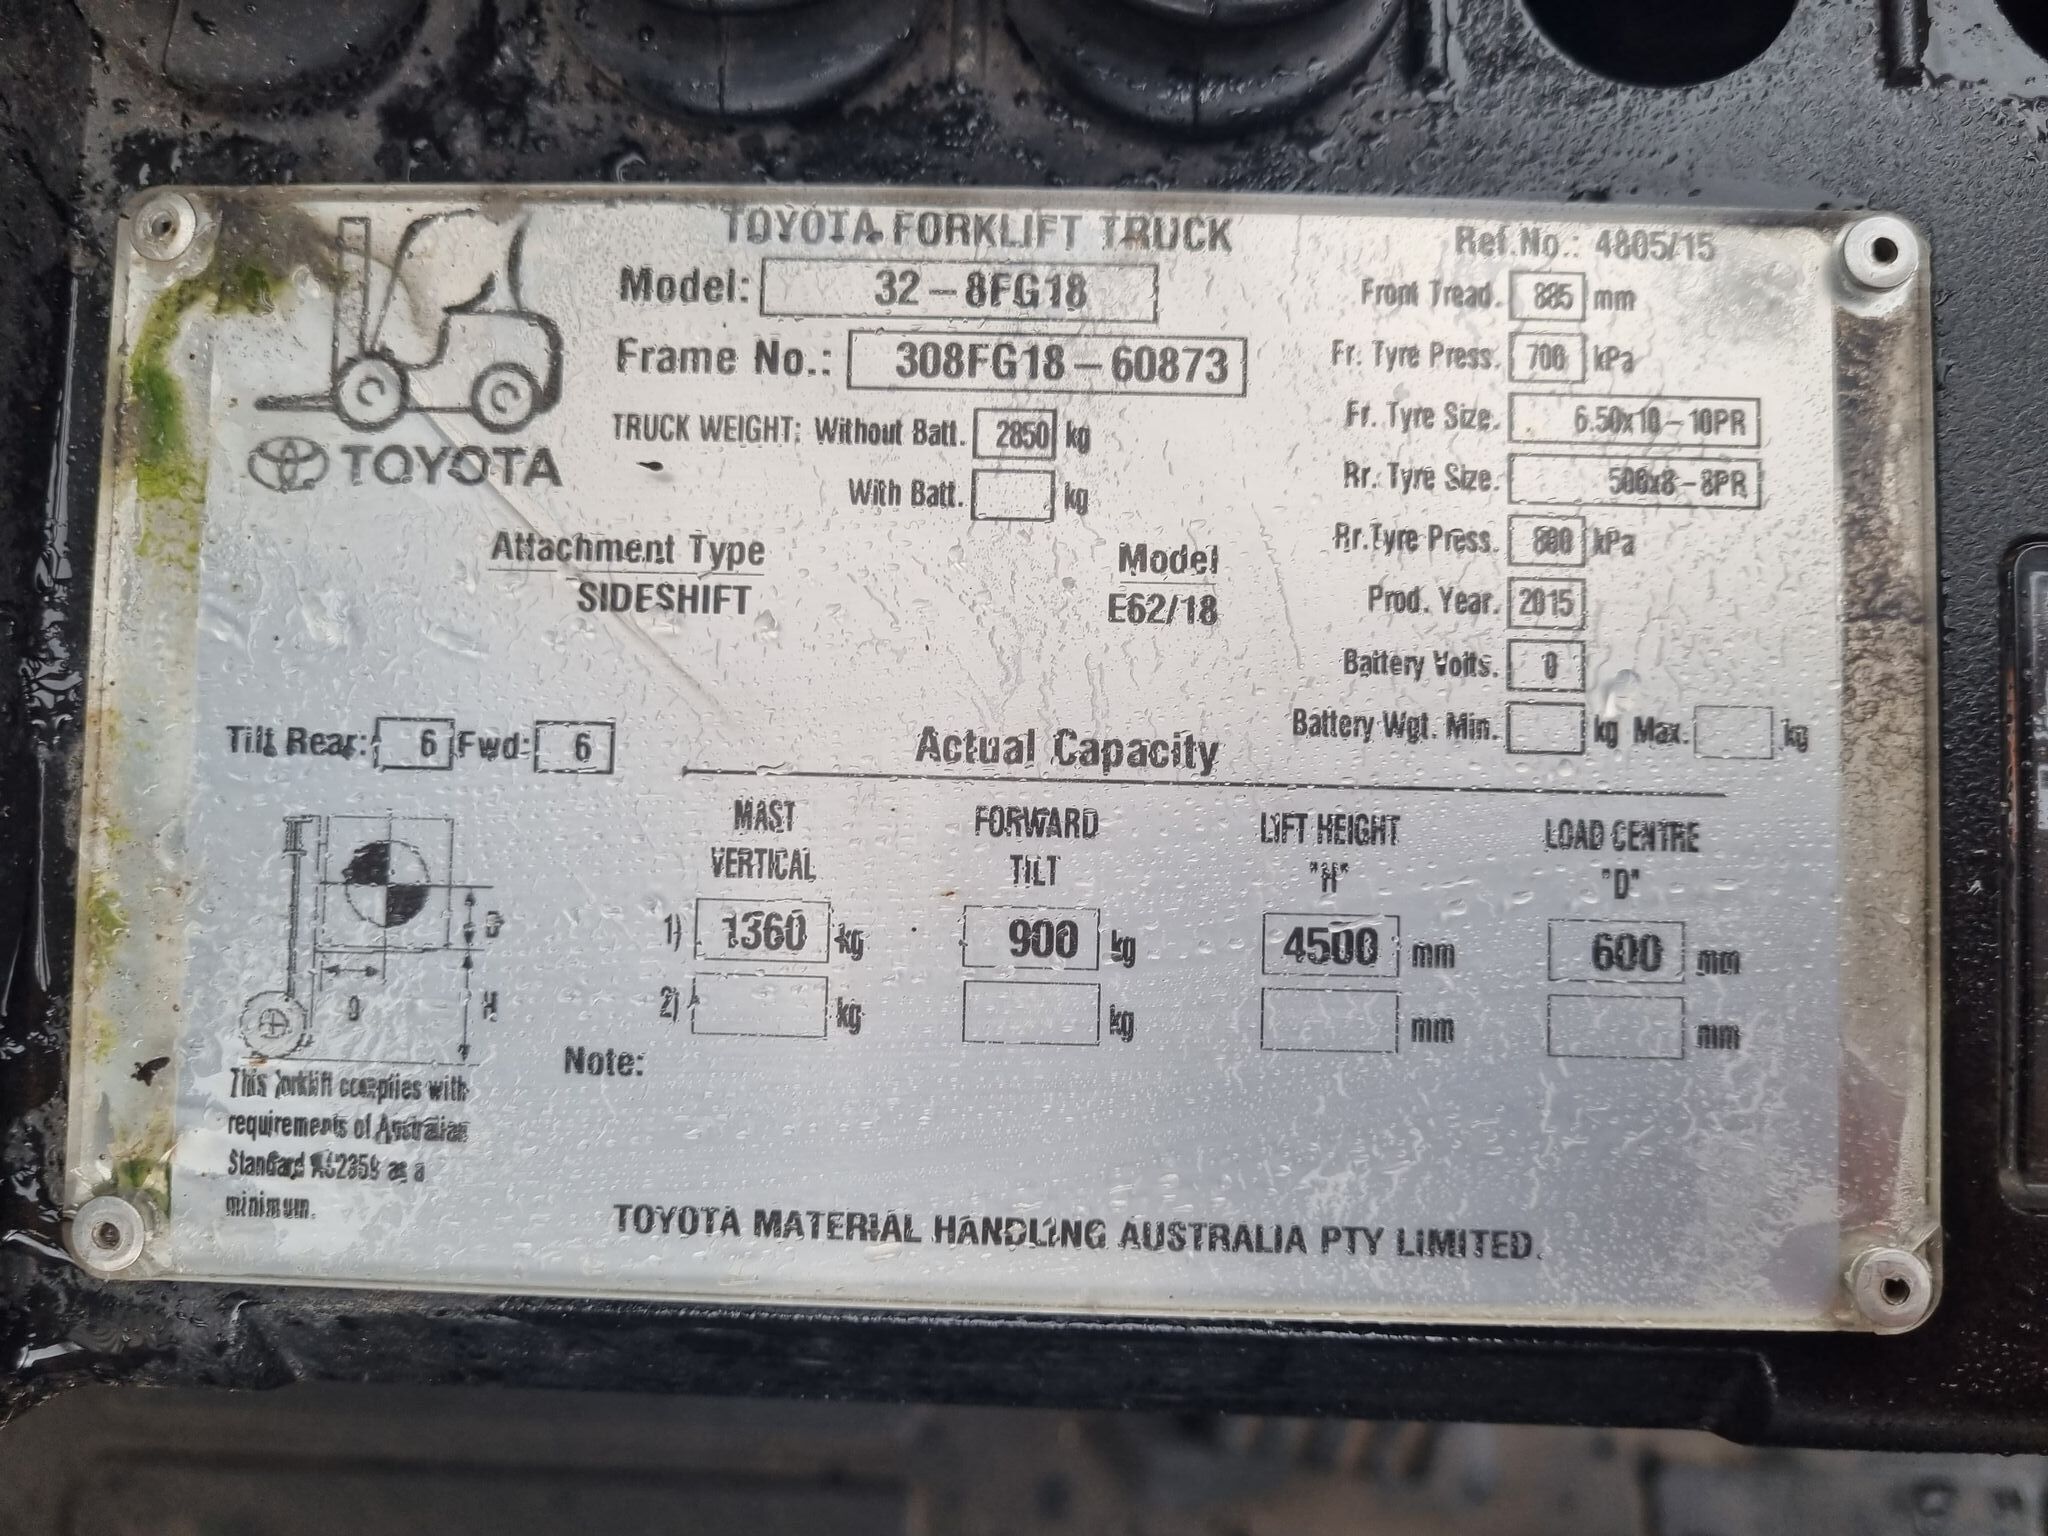 TOYOTA FORKLIFT TRUCK
Ref.No.: 4805/15
Model: 32-8FG18
Frame No.: 308FG18-60873
TRUCK WEIGHT: Without Batt. 2850 kg
With Batt. kg
TOYOTA
Front Tread. 885 mm
Fr. Tyre Press. 700 kPa
Fr. Tyre Size. 6.50x10-10PR
Rr. Tyre Size. 500x8-8PR
Rr.Tyre Press. 800 kPa
Prod. Year. 2015
Battery Volts. 0
Battery Wgt. Min. kg Max. kg
Attachment Type
SIDESHIFT
Model
E62/18
Tilt Rear: 6 Fwd: 6
Actual Capacity
MAST VERTICAL
FORWARD TILT
LIFT HEIGHT "H"
LOAD CENTRE "D"
1) 1360 kg 900 kg 4500 mm 600 mm
2) kg kg mm mm
D
D
H
Note:
This forklift complies with
requirements of Australian
Standard AS2359 as a
minimum.
TOYOTA MATERIAL HANDLING AUSTRALIA PTY LIMITED.